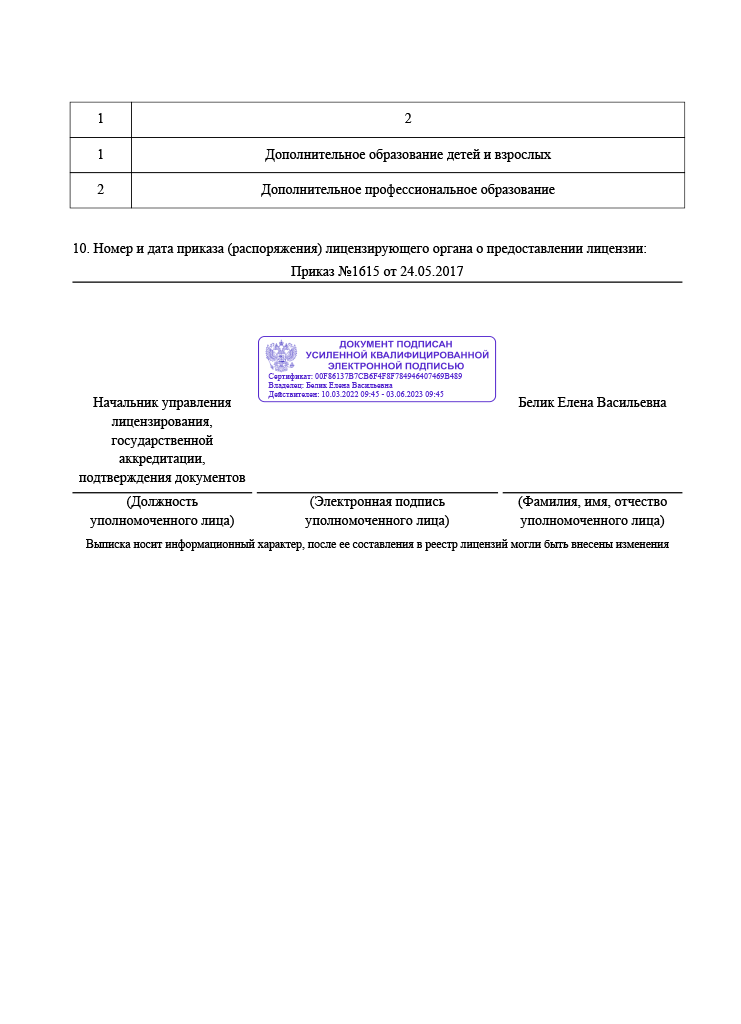 1 2
1 Дополнительное образование детей и взрослых
2 Дополнительное профессиональное образование
10. Номер и дата приказа (распоряжения) лицензирующего органа о предоставлении лицензии:
Приказ №1615 от 24.05.2017
ДОКУМЕНТ ПОДПИСАН
УСИЛЕННОЙ КВАЛИФИЦИРОВАННОЙ
ЭЛЕКТРОННОЙ ПОДПИСЬЮ
Сертификат: 00F86137B7CB6F4F8F784946407469B489
Владелец: Белик Елена Васильевна
Действителен: 10.03.2022 09:45 - 03.06.2023 09:45
Начальник управления
лицензирования,
государственной
аккредитации,
подтверждения документов
Белик Елена Васильевна
(Должность
уполномоченного лица)
(Электронная подпись
уполномоченного лица)
(Фамилия, имя, отчество
уполномоченного лица)
Выписка носит информационный характер, после ее составления в реестр лицензий могли быть внесены изменения